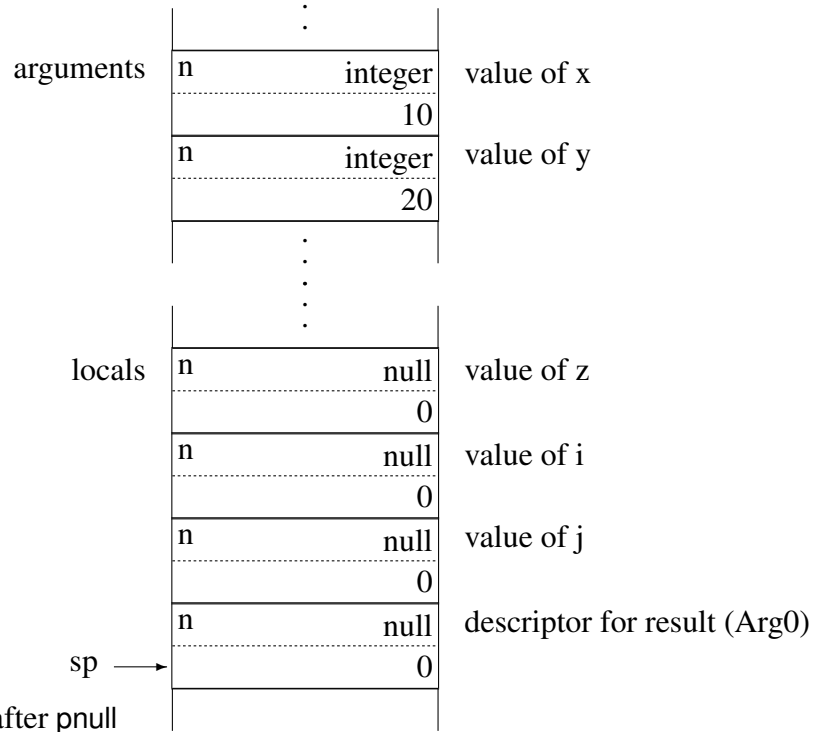 arguments n integer value of x
10
n integer value of y
20
locals n null value of z
0
n null value of i
0
n null value of j
0
n null descriptor for result (Arg0)
sp 0
after pnull